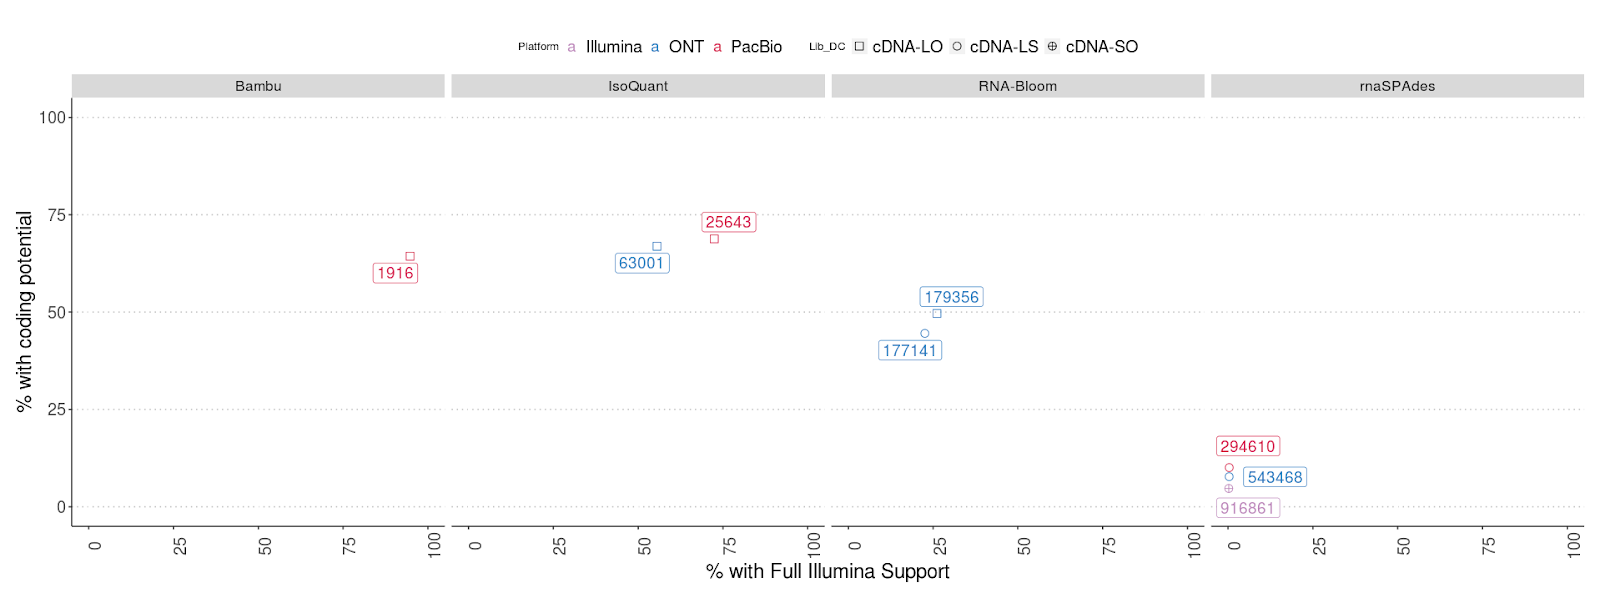 Platform a Illumina a ONT a PacBio Lib_DC cDNA-LO cDNA-LS cDNA-SO
Bambu IsoQuant RNA-Bloom rnaSPAdes
% with coding potential
100
75
50
25
0
1916
63001
25643
179356
177141
294610
543468
916861
0 25 50 75 100 0 25 50 75 100 0 25 50 75 100 0 25 50 75 100
% with Full Illumina Support